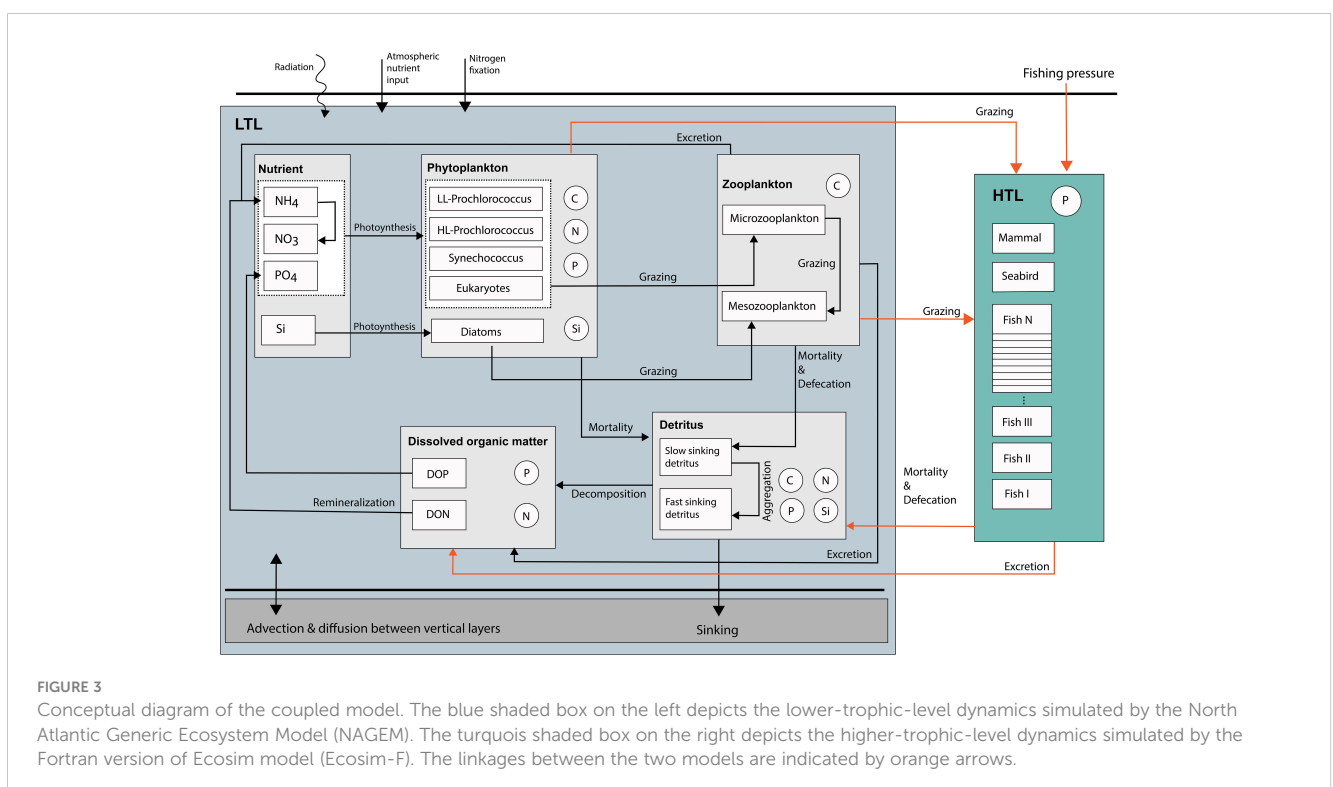 Radiation
Atmospheric
nutrient
input
Nitrogen
fixation
Fishing pressure
LTL
Excretion
Grazing
Nutrient
NH4
NO3
PO4
Si
Photoynthesis
Photoynthesis
Phytoplankton
LL-Prochlorococcus
HL-Prochlorococcus
Synechococcus
Eukaryotes
Diatoms
C
N
P
Si
Grazing
Grazing
Zooplankton
C
Microzooplankton
Grazing
Mesozooplankton
Mortality
&
Defecation
Grazing
HTL
P
Mammal
Seabird
Fish N
...
Fish III
Fish II
Fish I
Mortality
Dissolved organic matter
DOP
DON
P
N
Remineralization
Decomposition
Detritus
Slow sinking
detritus
Fast sinking
detritus
Aggregation
C
N
P
Si
Mortality
&
Defecation
Excretion
Excretion
Advection & diffusion between vertical layers
Sinking
FIGURE 3
Conceptual diagram of the coupled model. The blue shaded box on the left depicts the lower-trophic-level dynamics simulated by the North
Atlantic Generic Ecosystem Model (NAGEM). The turquois shaded box on the right depicts the higher-trophic-level dynamics simulated by the
Fortran version of Ecosim model (Ecosim-F). The linkages between the two models are indicated by orange arrows.